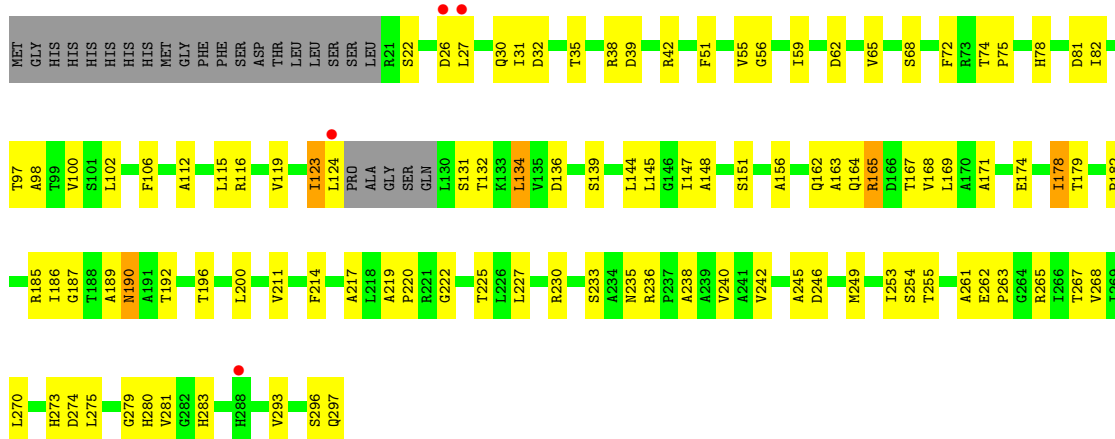 MET GLY HIS HIS HIS HIS HIS HIS MET GLY PHE PHE SER ASP THR LEU LEU SER SER LEU R21 S22 D26 L27 Q30 I31 D32 T35 R38 D39 R42 F51 V55 G56 I59 D62 V65 S68 F72 R73 T74 P75 H78 D81 I82
T97 A98 T99 V100 S101 L102 F106 A112 L115 R116 V119 I123 L124 PRO ALA GLY SER GLN L130 S131 T132 K133 L134 V135 D136 S139 L144 L145 G146 I147 A148 S151 A156 Q162 A163 Q164 R165 D166 T167 V168 L169 A170 A171 E174 I178 T179
R185 I186 G187 T188 A189 N190 A191 T192 T196 L200 V211 F214 A217 L218 A219 P220 R221 G222 T225 L226 L227 R230 S233 A234 N235 R236 P237 A238 A239 V240 A241 V242 A245 D246 M249 I253 S254 T255 A261 E262 P263 G264 R265 I266 T267 V268
L270 H273 D274 L275 G279 H280 V281 G282 H283 H288 V293 S296 Q297